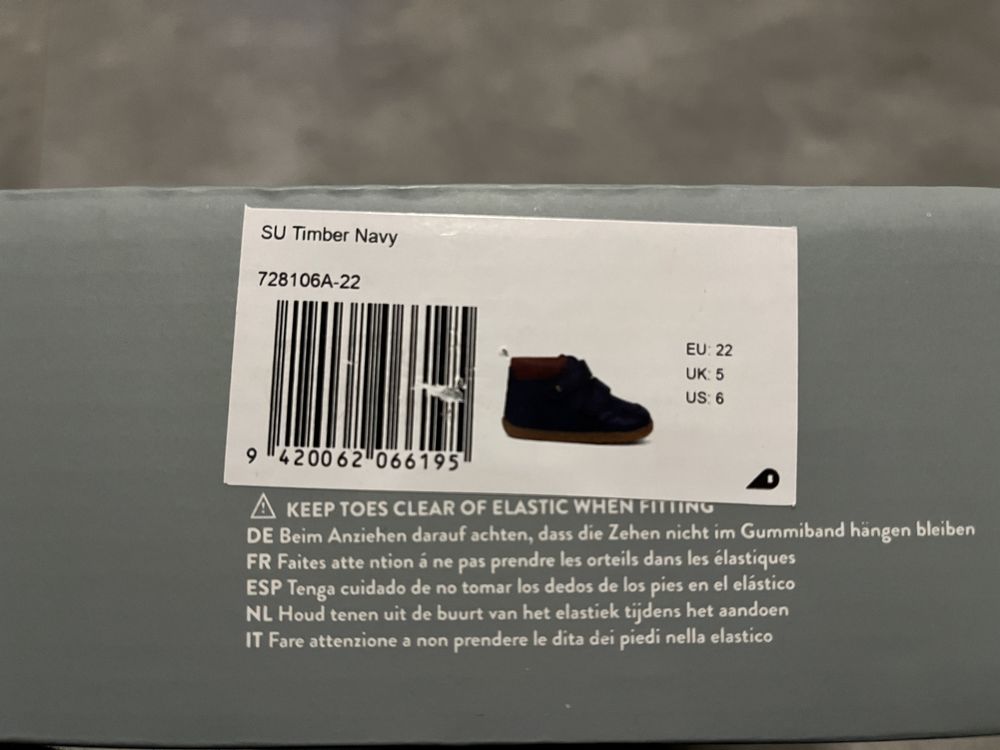 SU Timber Navy
728106A-22
EU: 22
UK: 5
US: 6
9 420062 066195
KEEP TOES CLEAR OF ELASTIC WHEN FITTING
DE Beim Anziehen darauf achten, dass die Zehen nicht im Gummiband hängen bleiben
FR Faites atte ntion á ne pas prendre les orteils dans les élastiques
ESP Tenga cuidado de no tomar los dedos de los pies en el elástico
NL Houd tenen uit de buurt van het elastiek tijdens het aandoen
IT Fare attenzione a non prendere le dita dei piedi nella elastico